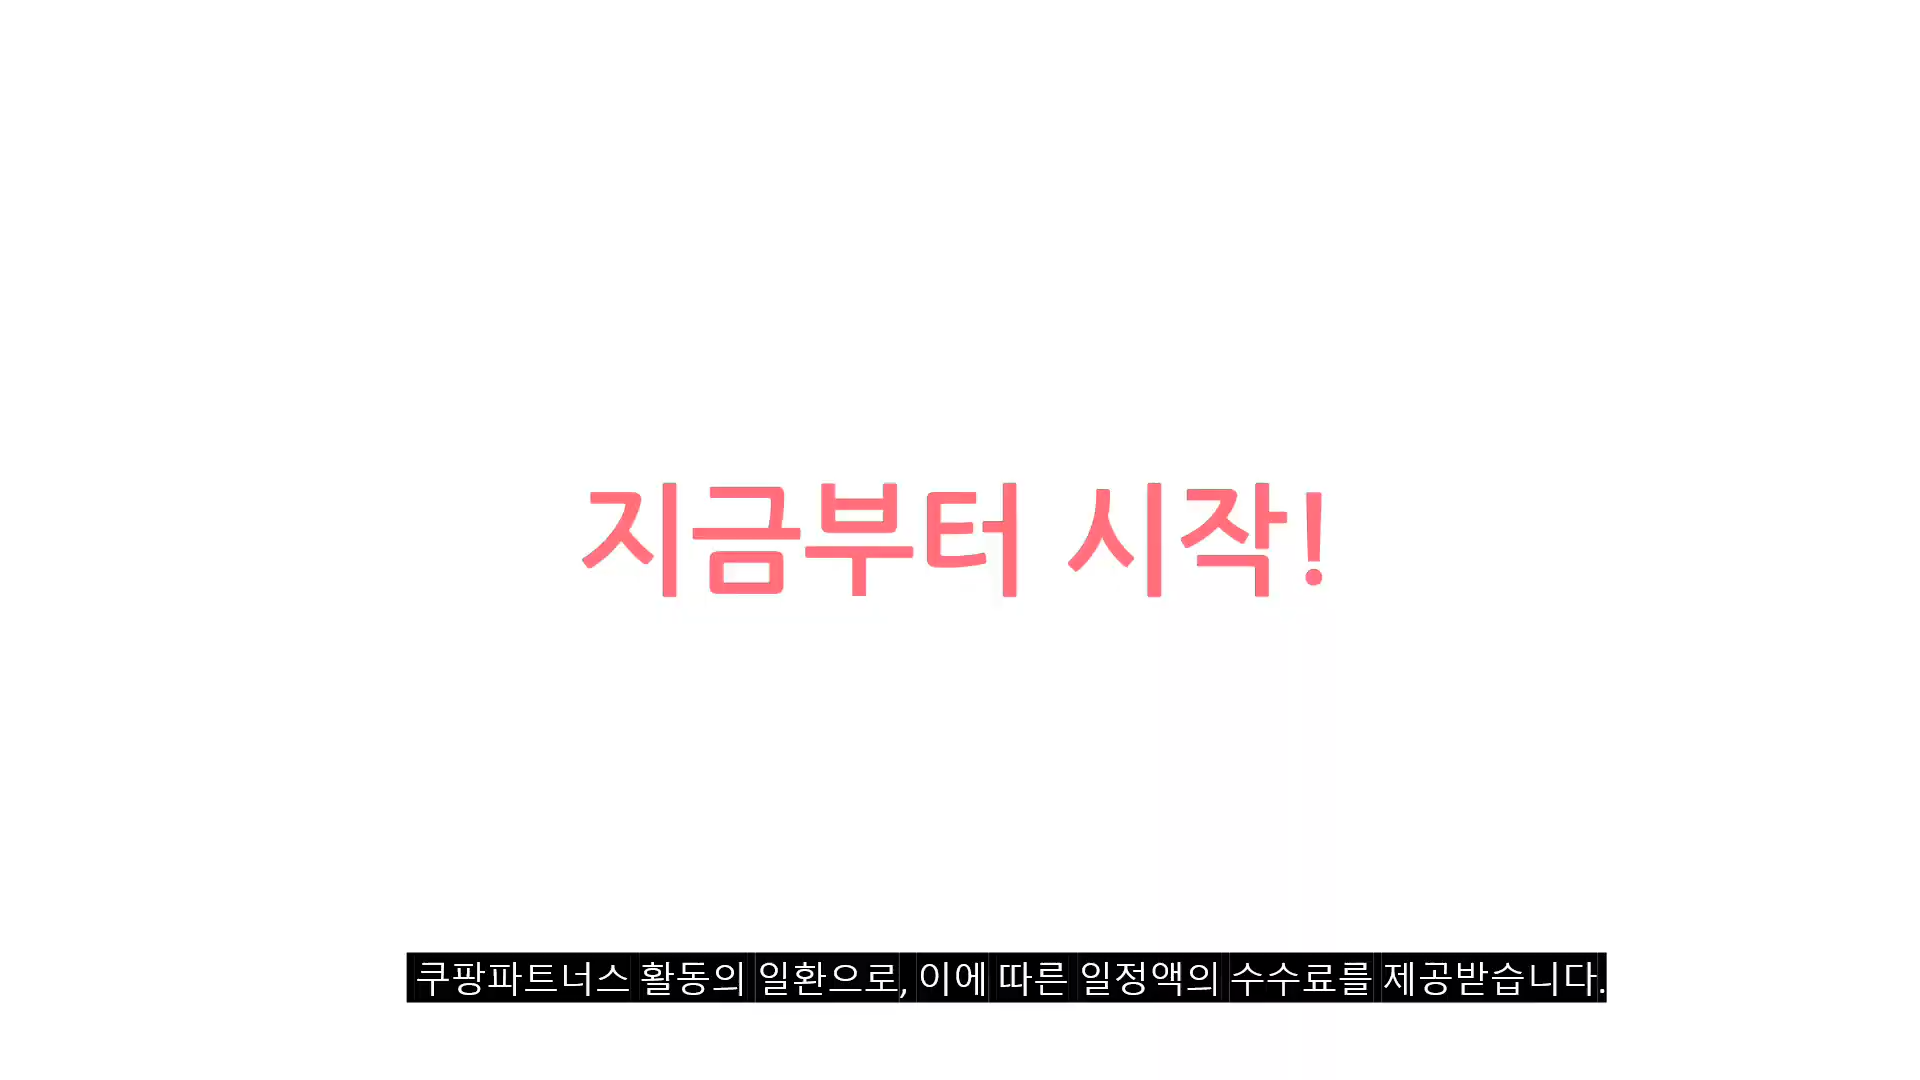 지금부터 시작!
쿠팡파트너스 활동의 일환으로, 이에 따른 일정액의 수수료를 제공받습니다.